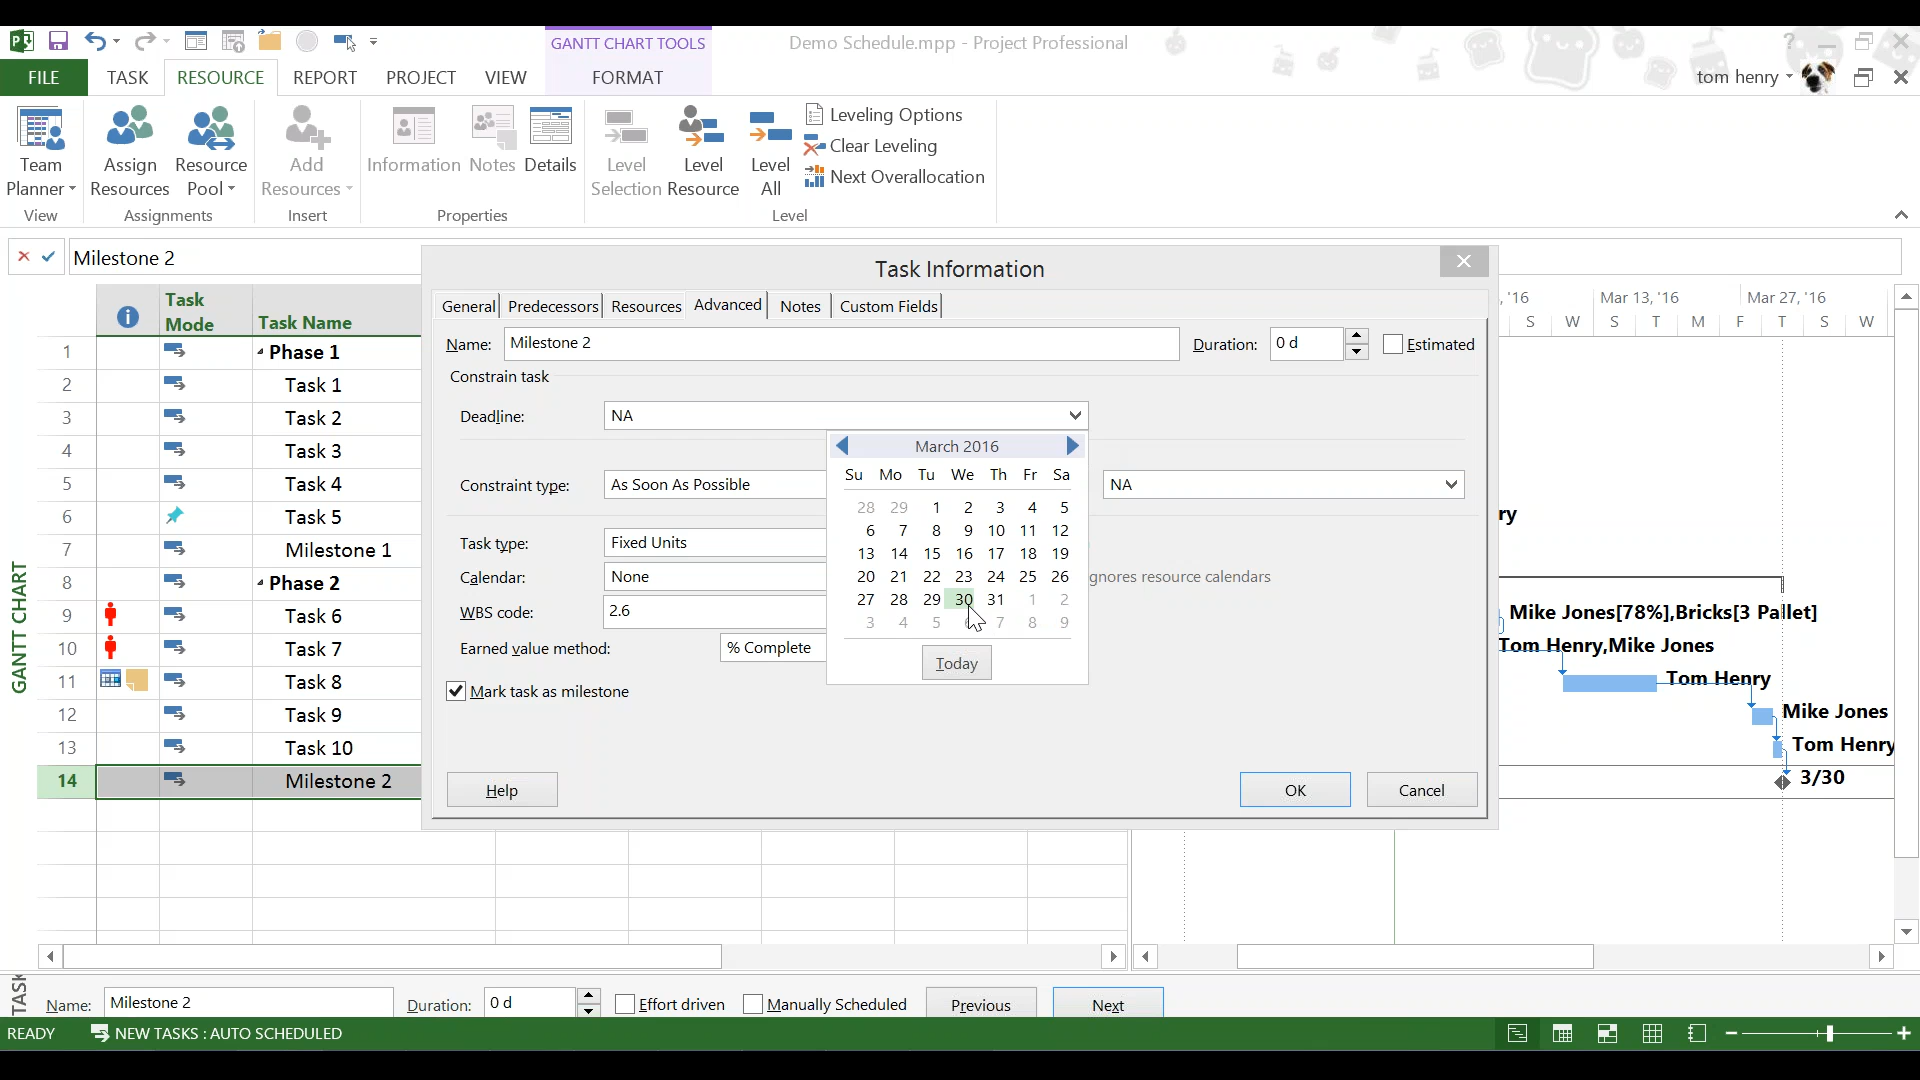 GANTT CHART TOOLS
Demo Schedule.mpp - Project Professional
?
FILE TASK RESOURCE REPORT PROJECT VIEW FORMAT
tom henry
Team Planner
Assign Resources
Resource Pool
Add Resources
Information
Notes
Details
Level Selection
Level Resource
Level All
Leveling Options
Clear Leveling
Next Overallocation
View
Assignments
Insert
Properties
Level
Milestone 2
Task Mode
Task Name
1 Phase 1
2 Task 1
3 Task 2
4 Task 3
5 Task 4
6 Task 5
7 Milestone 1
8 Phase 2
9 Task 6
10 Task 7
11 Task 8
12 Task 9
13 Task 10
14 Milestone 2
GANTT CHART
Task Information
General Predecessors Resources Advanced Notes Custom Fields
Name: Milestone 2 Duration: 0 d Estimated
Constrain task
Deadline: NA
Constraint type: As Soon As Possible NA
Task type: Fixed Units
Calendar: None
gnores resource calendars
WBS code: 2.6
Earned value method: % Complete
Mark task as milestone
March 2016
Su Mo Tu We Th Fr Sa
28 29 1 2 3 4 5
6 7 8 9 10 11 12
13 14 15 16 17 18 19
20 21 22 23 24 25 26
27 28 29 30 31 1 2
3 4 5 6 7 8 9
Today
Help OK Cancel
, '16 Mar 13, '16 Mar 27, '16
S W S T M F T S W
ry
Mike Jones[78%],Bricks[3 Pallet]
Tom Henry,Mike Jones
Tom Henry
Mike Jones
Tom Henry
3/30
TASK
Name: Milestone 2 Duration: 0 d Effort driven Manually Scheduled Previous Next
READY NEW TASKS : AUTO SCHEDULED